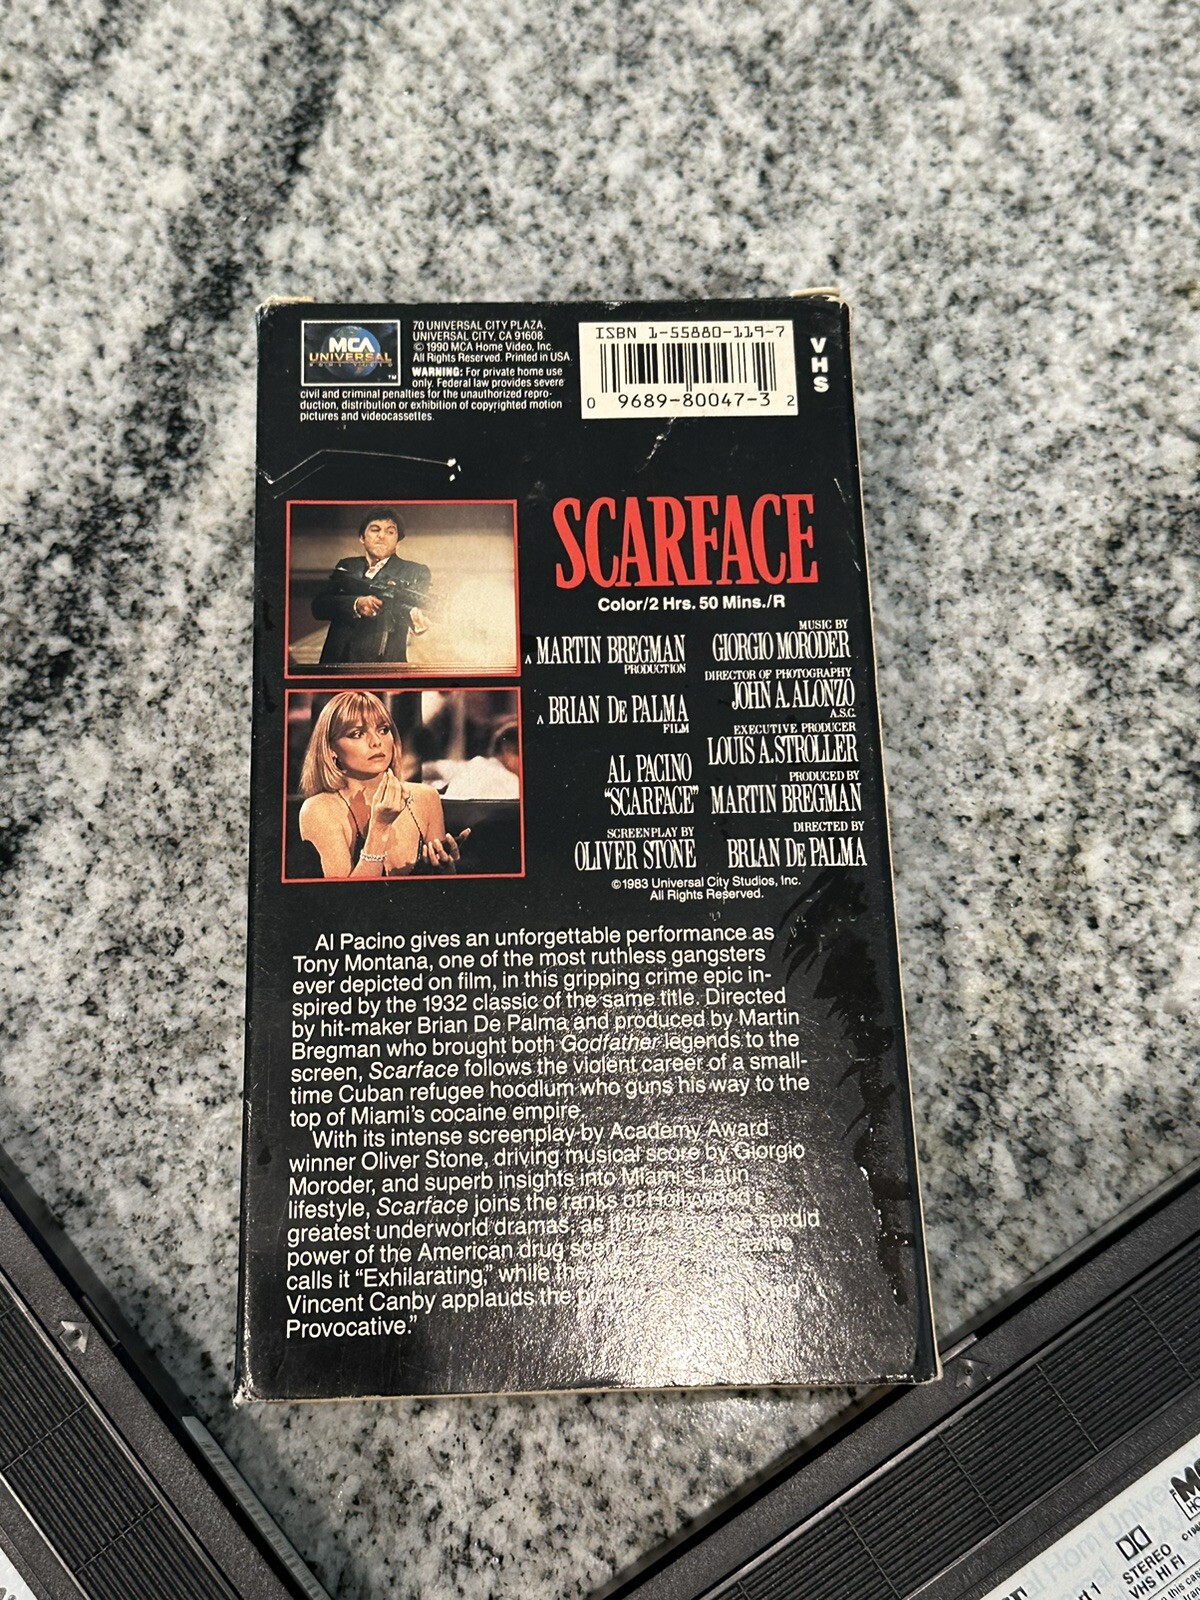 MCA
UNIVERSAL
HOME VIDEO
TM
70 UNIVERSAL CITY PLAZA,
UNIVERSAL CITY, CA 91608
© 1990 MCA Home Video, Inc.
All Rights Reserved. Printed in USA.
WARNING: For private home use
only. Federal law provides severe
civil and criminal penalties for the unauthorized repro-
duction, distribution or exhibition of copyrighted motion
pictures and videocassettes.
ISBN 1-55880-119-7
0 9689-80047-3 2
VHS
SCARFACE
Color/2 Hrs. 50 Mins./R
A MARTIN BREGMAN
PRODUCTION
A BRIAN DE PALMA
FILM
AL PACINO
"SCARFACE"
SCREENPLAY BY
OLIVER STONE
MUSIC BY
GIORGIO MORODER
DIRECTOR OF PHOTOGRAPHY
JOHN A. ALONZO
A.S.C.
EXECUTIVE PRODUCER
LOUIS A. STROLLER
PRODUCED BY
MARTIN BREGMAN
DIRECTED BY
BRIAN DE PALMA
©1983 Universal City Studios, Inc.
All Rights Reserved.
Al Pacino gives an unforgettable performance as
Tony Montana, one of the most ruthless gangsters
ever depicted on film, in this gripping crime epic in-
spired by the 1932 classic of the same title. Directed
by hit-maker Brian De Palma and produced by Martin
Bregman who brought both Godfather legends to the
screen, Scarface follows the violent career of a small-
time Cuban refugee hoodlum who guns his way to the
top of Miami's cocaine empire.
With its intense screenplay by Academy Award
winner Oliver Stone, driving musical score by Giorgio
Moroder, and superb insights into Miami's Latin
lifestyle, Scarface joins the ranks of Hollywood's
greatest underworld dramas, as it lays bare the sordid
power of the American drug scene.
calls it "Exhilarating," while the
Vincent Canby applauds the
Provocative."
STEREO
VHS HI FI